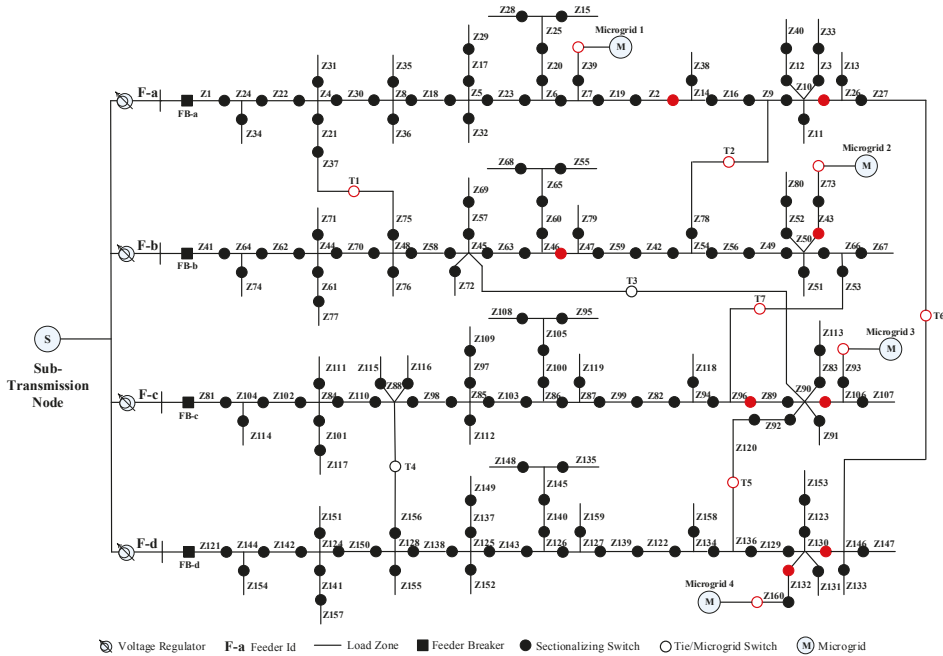 Z28 Z15
Z40 Z33
Z29 Z25 Microgrid 1
M
Z31 Z35 Z17 Z20 Z39 Z38 Z12 Z3 Z13
F-a Z1 Z24 Z22 Z4 Z30 Z8 Z18 Z5 Z23 Z6 Z7 Z19 Z2 Z14 Z16 Z9 Z10 Z26 Z27
FB-a
Z34 Z21 Z36 Z32 Z11
Z37 T2 Microgrid 2
M
Z68 Z55
T1 Z69 Z65 Z80 Z73
Z71 Z75 Z57 Z60 Z79 Z78 Z52 Z43
F-b Z41 Z64 Z62 Z44 Z70 Z48 Z58 Z45 Z63 Z46 Z47 Z59 Z42 Z54 Z56 Z49 Z50 Z66 Z67
FB-b
Z74 Z61 Z76 Z72 Z51 Z53
Z77 T3
T7 T6
Z108 Z95
S
Sub-
Transmission
Node
Z109 Z105 Z113 Microgrid 3
M
Z111 Z115 Z116 Z97 Z100 Z119 Z118 Z83 Z93
F-c Z81 Z104 Z102 Z84 Z110 Z88 Z98 Z85 Z103 Z86 Z87 Z99 Z82 Z94 Z96 Z89 Z90 Z106 Z107
FB-c
Z114 Z101 Z112 Z92 Z91
Z117 Z120
T4 Z148 Z135
T5
Z149 Z145 Z153
Z151 Z156 Z137 Z140 Z159 Z158 Z123
F-d Z121 Z144 Z142 Z124 Z150 Z128 Z138 Z125 Z143 Z126 Z127 Z139 Z122 Z134 Z136 Z129 Z130 Z146 Z147
FB-d
Z154 Z141 Z155 Z152 Z132 Z131 Z133
Z157 Microgrid 4 M Z160
Voltage Regulator F-a Feeder Id Load Zone Feeder Breaker Sectionalizing Switch Tie/Microgrid Switch M Microgrid